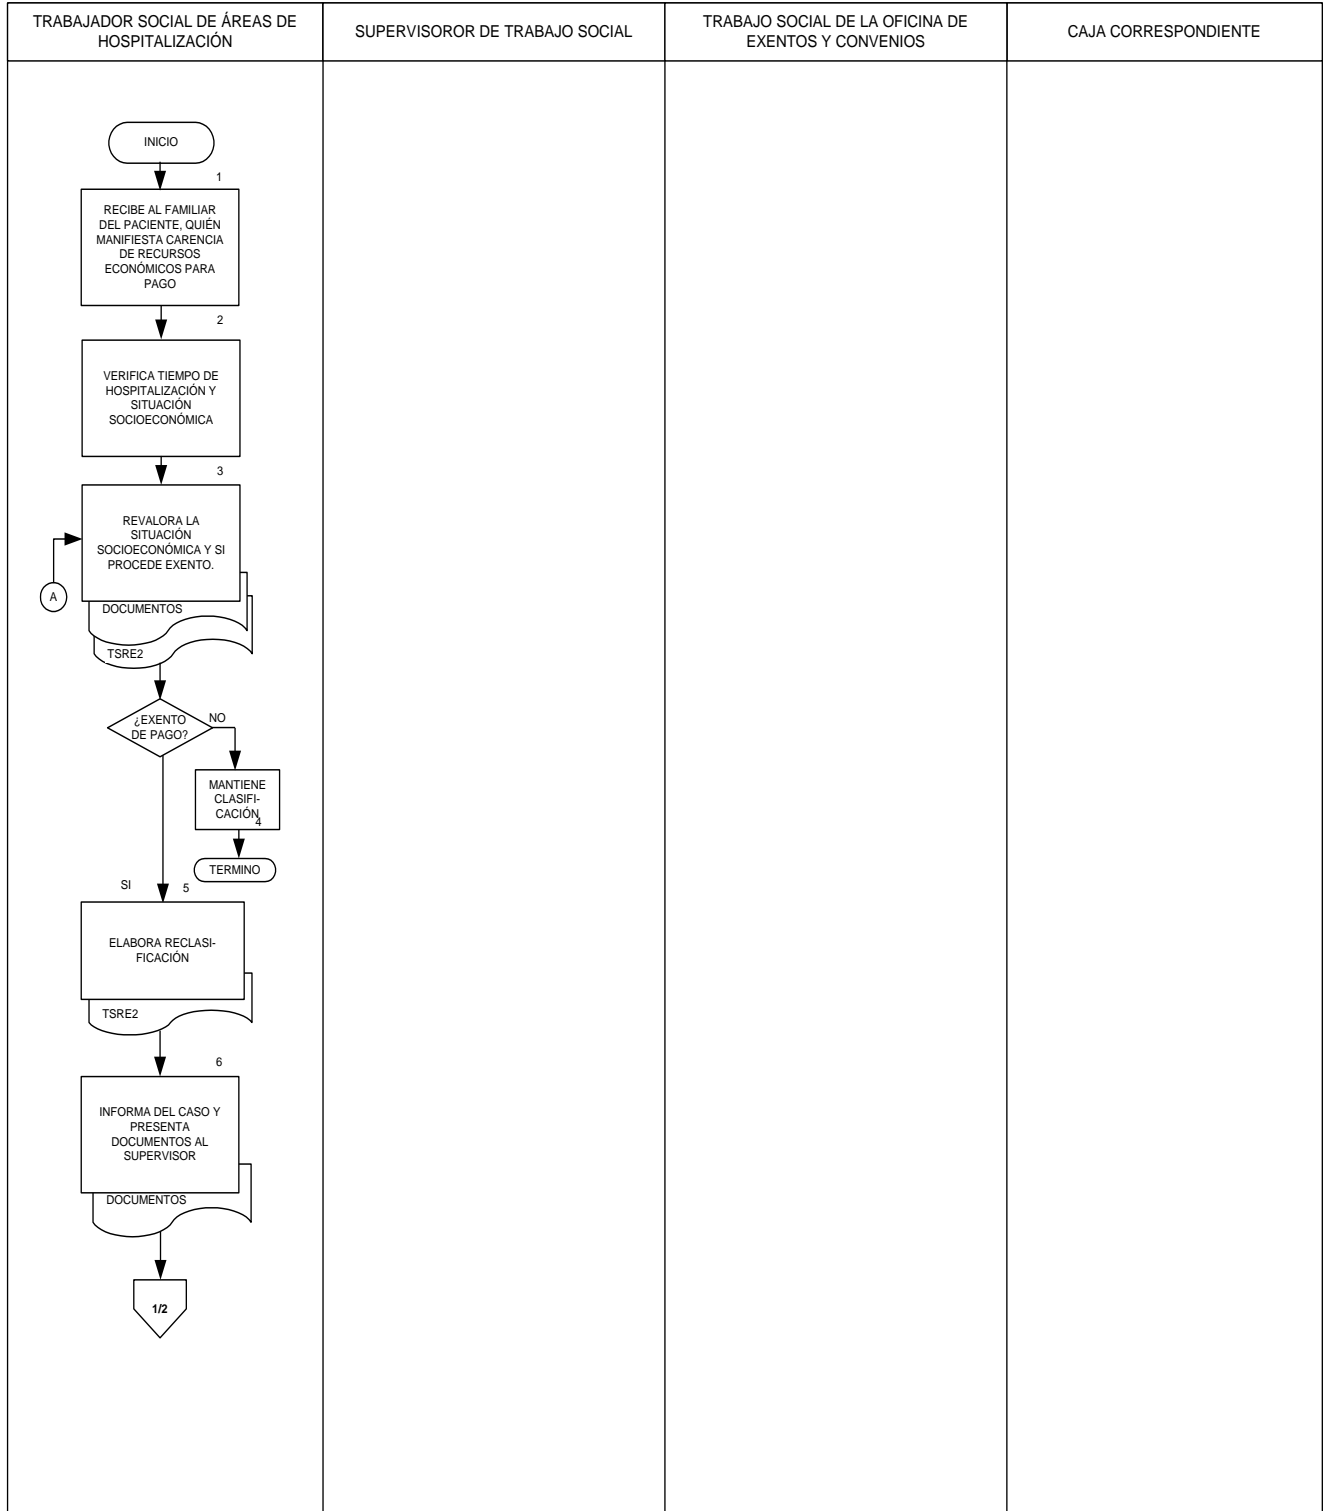 TRABAJADOR SOCIAL DE ÁREAS DE
HOSPITALIZACIÓN
SUPERVISOROR DE TRABAJO SOCIAL
TRABAJO SOCIAL DE LA OFICINA DE
EXENTOS Y CONVENIOS
CAJA CORRESPONDIENTE
INICIO
1
RECIBE AL FAMILIAR
DEL PACIENTE, QUIÉN
MANIFIESTA CARENCIA
DE RECURSOS
ECONÓMICOS PARA
PAGO
2
VERIFICA TIEMPO DE
HOSPITALIZACIÓN Y
SITUACIÓN
SOCIOECONÓMICA
3
REVALORA LA
SITUACIÓN
SOCIOECONÓMICA Y SI
PROCEDE EXENTO.
A
DOCUMENTOS
TSRE2
¿EXENTO
DE PAGO?
NO
MANTIENE
CLASIFI-
CACIÓN
4
TERMINO
SI
5
ELABORA RECLASI-
FICACIÓN
TSRE2
6
INFORMA DEL CASO Y
PRESENTA
DOCUMENTOS AL
SUPERVISOR
DOCUMENTOS
1/2